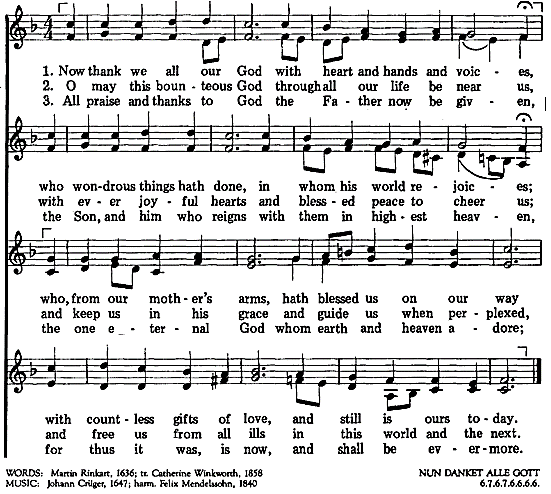 1. Now thank we all our God with heart and hands and voic - es,
2. O may this boun - teous God through all our life be near us,
3. All praise and thanks to God the Fa - ther now be giv - en,
who won - drous things hath done, in whom his world re - joic - es;
with ev - er joy - ful hearts and bless - ed peace to cheer us;
the Son, and him who reigns with them in high - est heav - en,
who, from our moth - er's arms, hath blessed us on our way
and keep us in his grace and guide us when per - plexed,
the one e - ter - nal God whom earth and heaven a - dore;
with count - less gifts of love, and still is ours to - day.
and free us from all ills in this world and the next.
for thus it was, is now, and shall be ev - er - more.
WORDS: Martin Rinkart, 1636; tr. Catherine Winkworth, 1858
MUSIC: Johann Crüger, 1647; harm. Felix Mendelssohn, 1840
NUN DANKET ALLE GOTT
6.7.6.7.6.6.6.6.